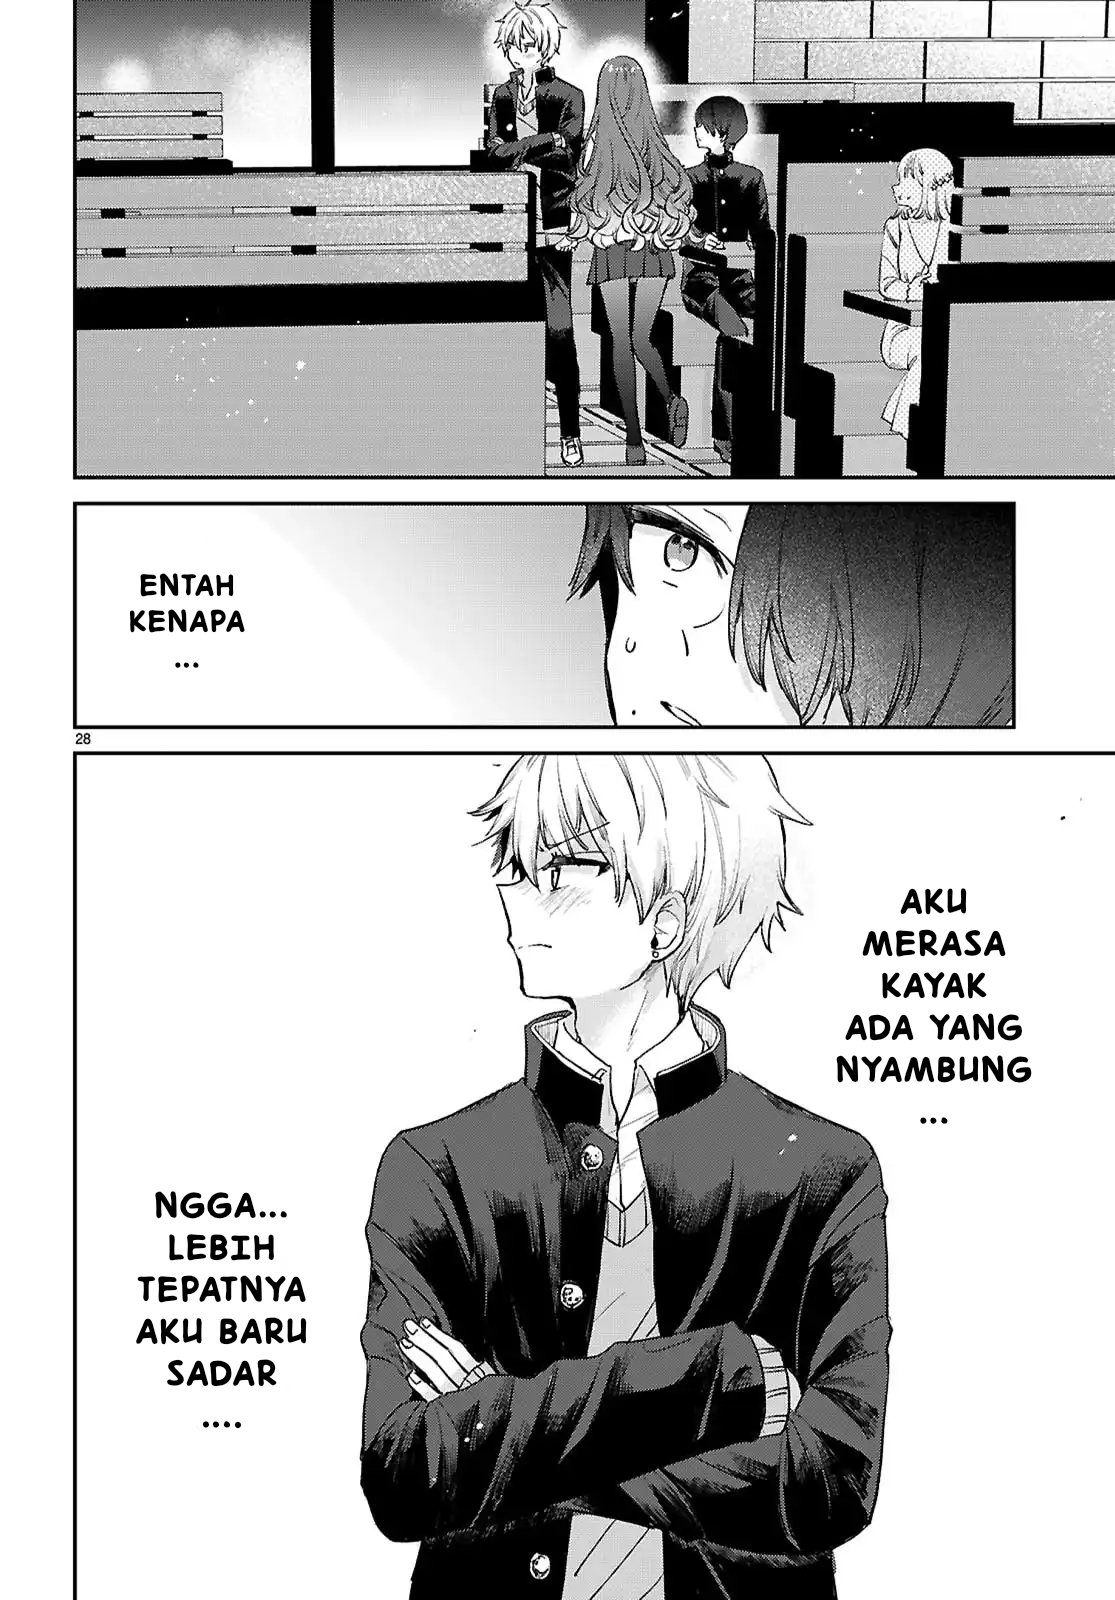 ENTAH
KENAPA
...
28
AKU
MERASA
KAYAK
ADA YANG
NYAMBUNG
...
NGGA...
LEBIH
TEPATNYA
AKU BARU
SADAR
....